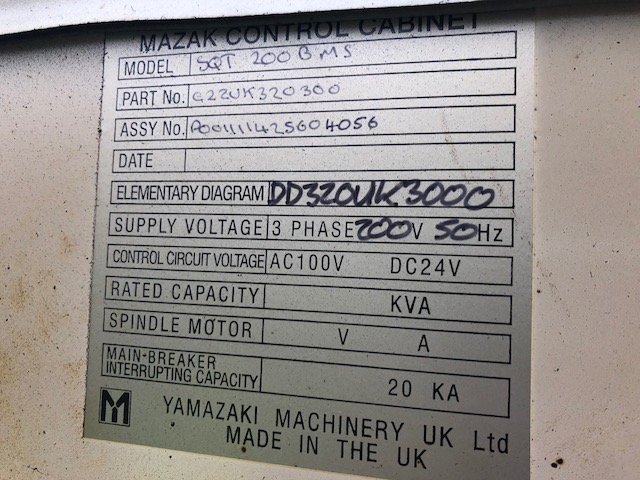 MAZAK CONTROL CABINET
MODEL SQT 200 B MS
PART No. G22UK320300
ASSY No.
DATE
ELEMENTARY DIAGRAM DD320UK3000
SUPPLY VOLTAGE 3 PHASE 200V 50Hz
CONTROL CIRCUIT VOLTAGE AC100V DC24V
RATED CAPACITY KVA
SPINDLE MOTOR V A
MAIN-BREAKER
INTERRUPTING CAPACITY 20 KA
YAMAZAKI MACHINERY UK Ltd
MADE IN THE UK